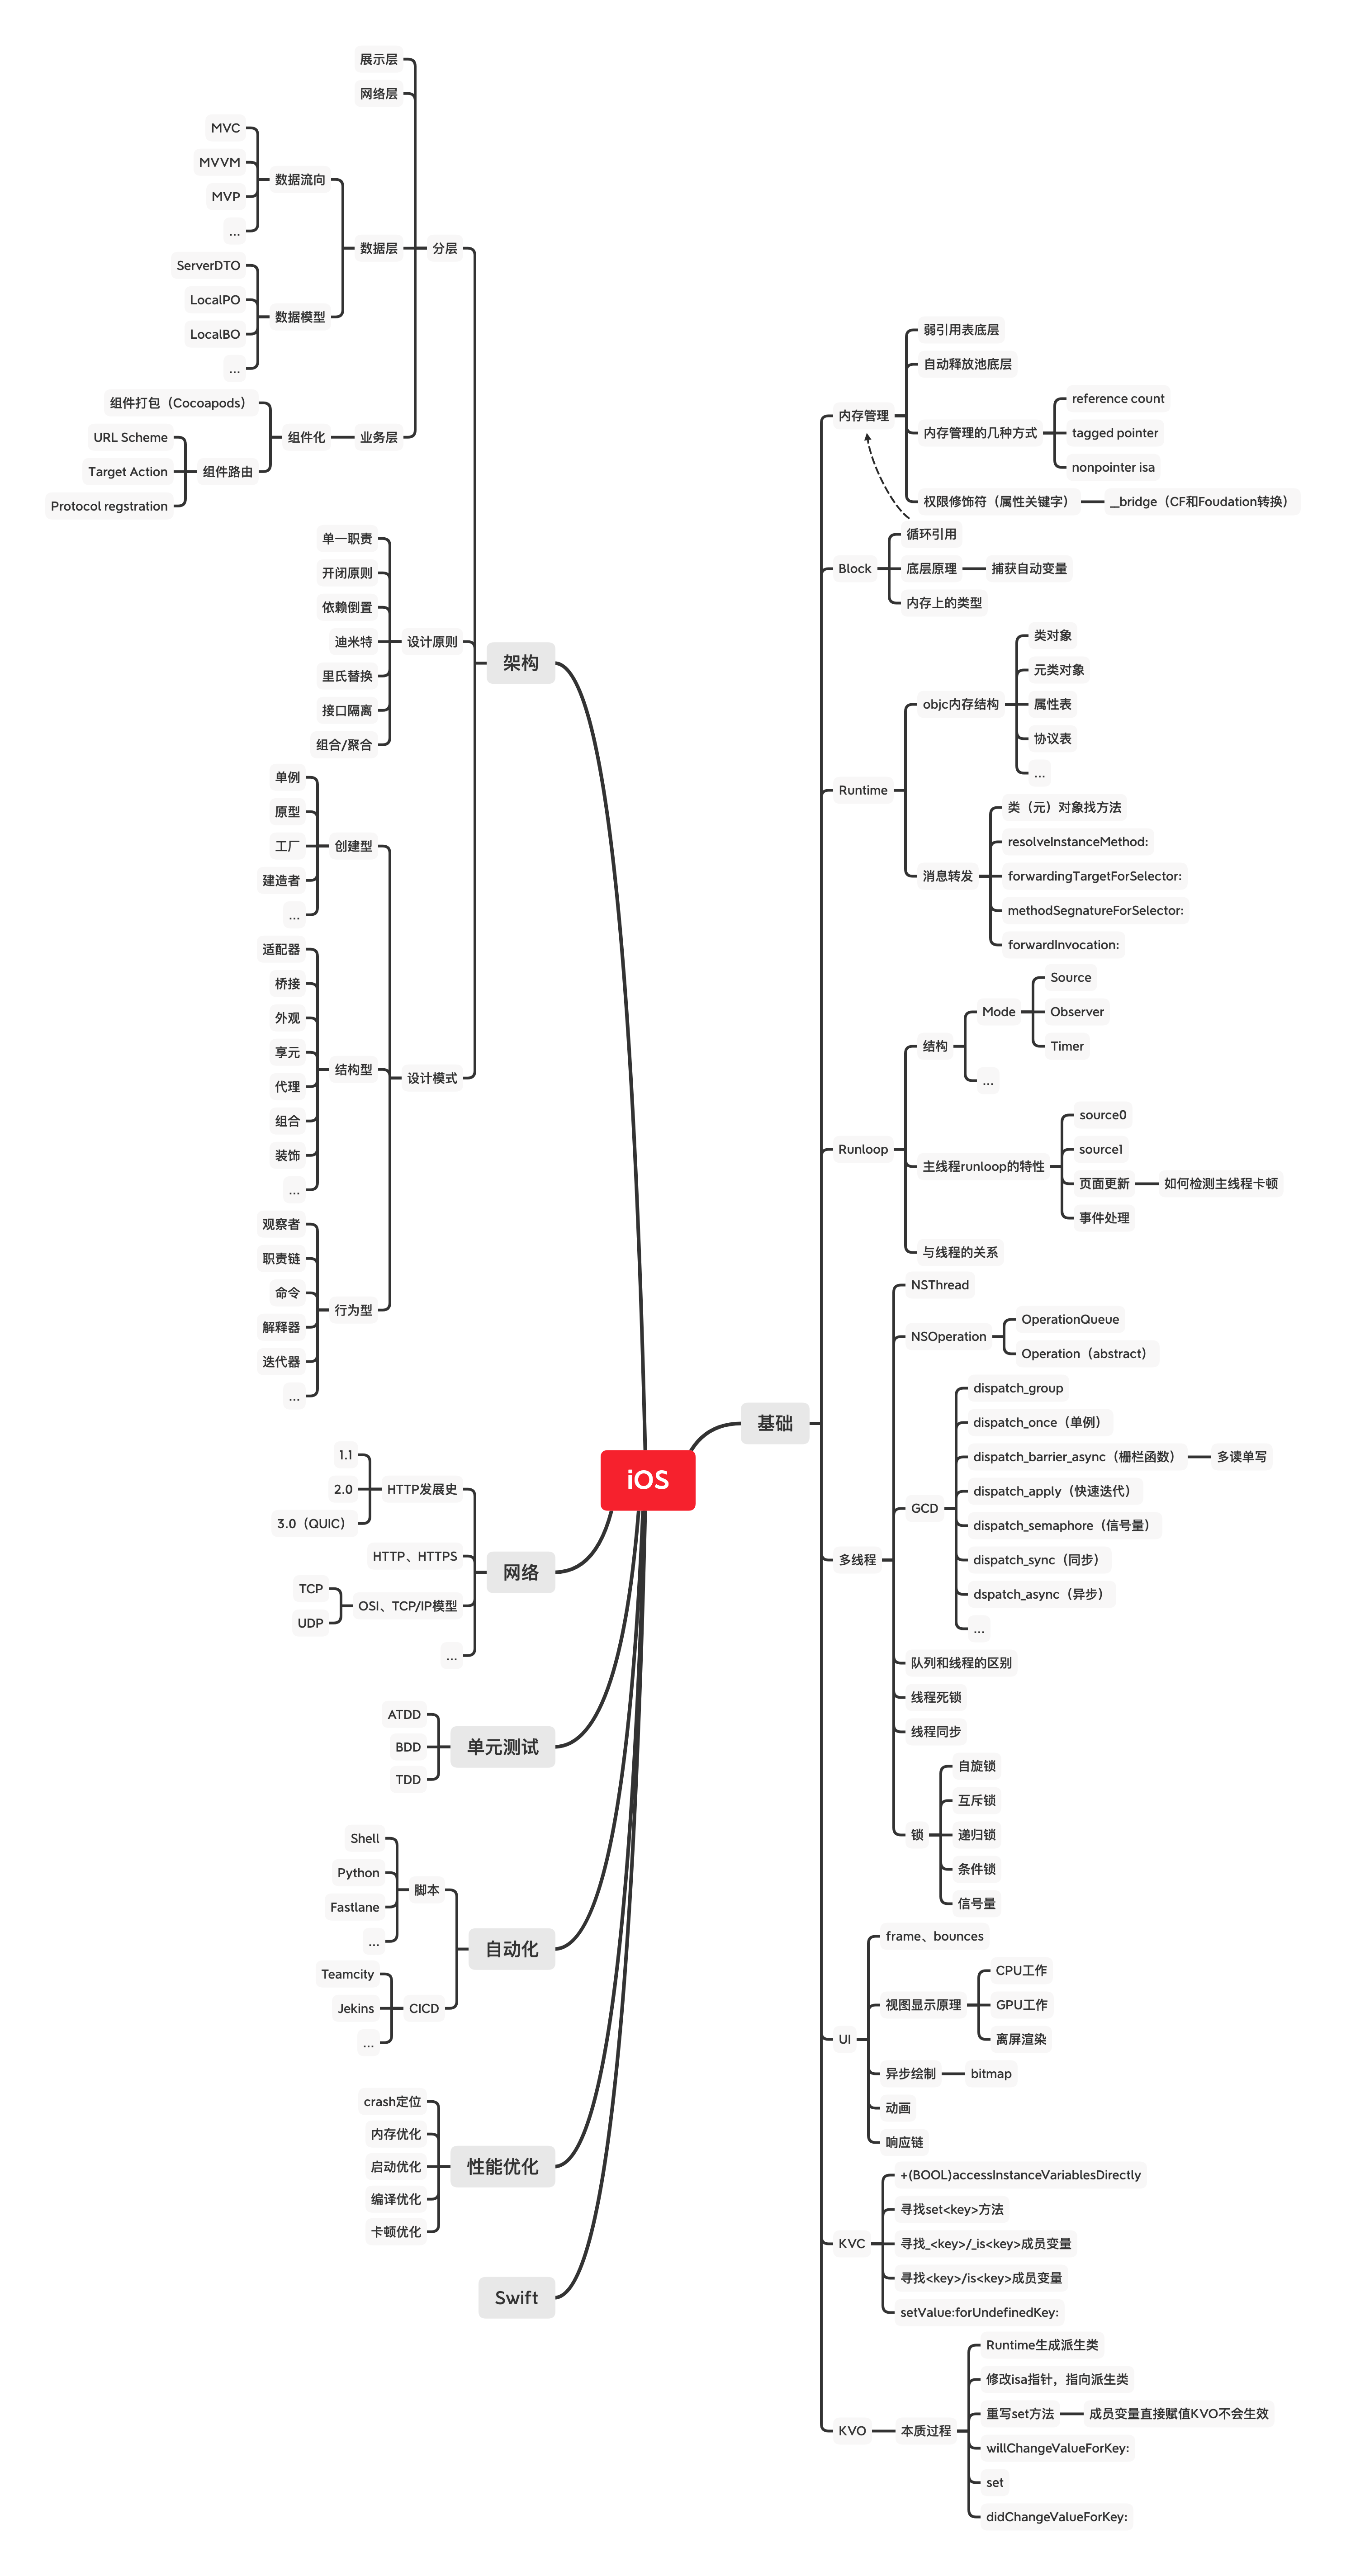 iOS
架构
分层
展示层
网络层
数据层
数据流向
MVC
MVVM
MVP
...
数据模型
ServerDTO
LocalPO
LocalBO
...
业务层
组件化
组件打包（Cocoapods）
组件路由
URL Scheme
Target Action
Protocol regstration
设计原则
单一职责
开闭原则
依赖倒置
迪米特
里氏替换
接口隔离
组合/聚合
设计模式
创建型
单例
原型
工厂
建造者
...
结构型
适配器
桥接
外观
享元
代理
组合
装饰
...
行为型
观察者
职责链
命令
解释器
迭代器
...
网络
HTTP发展史
1.1
2.0
3.0（QUIC）
HTTP、HTTPS
OSI、TCP/IP模型
TCP
UDP
...
单元测试
ATDD
BDD
TDD
自动化
脚本
Shell
Python
Fastlane
...
CICD
Teamcity
Jekins
...
性能优化
crash定位
内存优化
启动优化
编译优化
卡顿优化
Swift
基础
内存管理
弱引用表底层
自动释放池底层
内存管理的几种方式
reference count
tagged pointer
nonpointer isa
权限修饰符（属性关键字）
__bridge（CF和Foudation转换）
Block
循环引用
底层原理
捕获自动变量
内存上的类型
Runtime
objc内存结构
类对象
元类对象
属性表
协议表
...
消息转发
类（元）对象找方法
resolveInstanceMethod:
forwardingTargetForSelector:
methodSegnatureForSelector:
forwardInvocation:
Runloop
结构
Mode
Source
Observer
Timer
...
主线程runloop的特性
source0
source1
页面更新
如何检测主线程卡顿
事件处理
与线程的关系
多线程
NSThread
NSOperation
OperationQueue
Operation（abstract）
GCD
dispatch_group
dispatch_once（单例）
dispatch_barrier_async（栅栏函数）
多读单写
dispatch_apply（快速迭代）
dispatch_semaphore（信号量）
dispatch_sync（同步）
dspatch_async（异步）
...
队列和线程的区别
线程死锁
线程同步
锁
自旋锁
互斥锁
递归锁
条件锁
信号量
UI
frame、bounces
视图显示原理
CPU工作
GPU工作
离屏渲染
异步绘制
bitmap
动画
响应链
KVC
+(BOOL)accessInstanceVariablesDirectly
寻找set<key>方法
寻找_<key>/_is<key>成员变量
寻找<key>/is<key>成员变量
setValue:forUndefinedKey:
KVO
本质过程
Runtime生成派生类
修改isa指针，指向派生类
重写set方法
成员变量直接赋值KVO不会生效
willChangeValueForKey:
set
didChangeValueForKey: